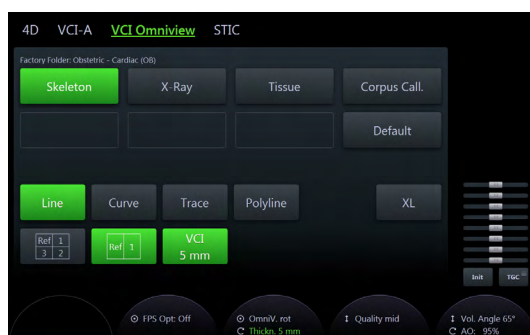 4D VCI-A VCI Omniview STIC
Factory Folder: Obstetric - Cardiac (OB)
Skeleton X-Ray Tissue Corpus Call.
Default
Line Curve Trace Polyline XL
Ref 1
3 2
Ref 1
VCI
5 mm
Init TGC
FPS Opt: Off OmniV. rot Quality mid Vol. Angle 65°
Thickn. 5 mm AO: 95%